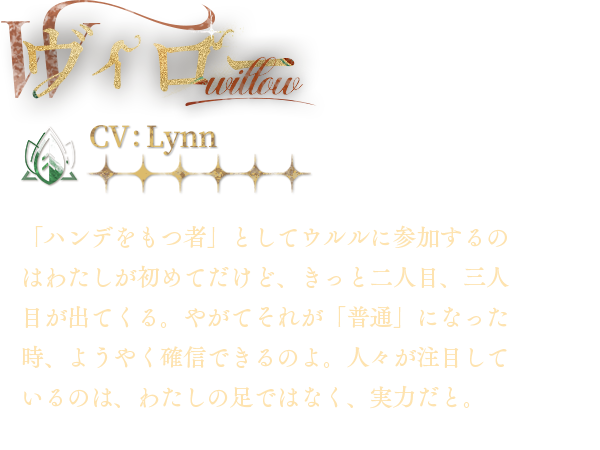 ヴィロー
willow
CV：Lynn
「ハンデをもつ者」としてウルルに参加するの
はわたしが初めてだけど、きっと二人目、三人
目が出てくる。やがてそれが「普通」になった
時、ようやく確信できるのよ。人々が注目して
いるのは、わたしの足ではなく、実力だと。